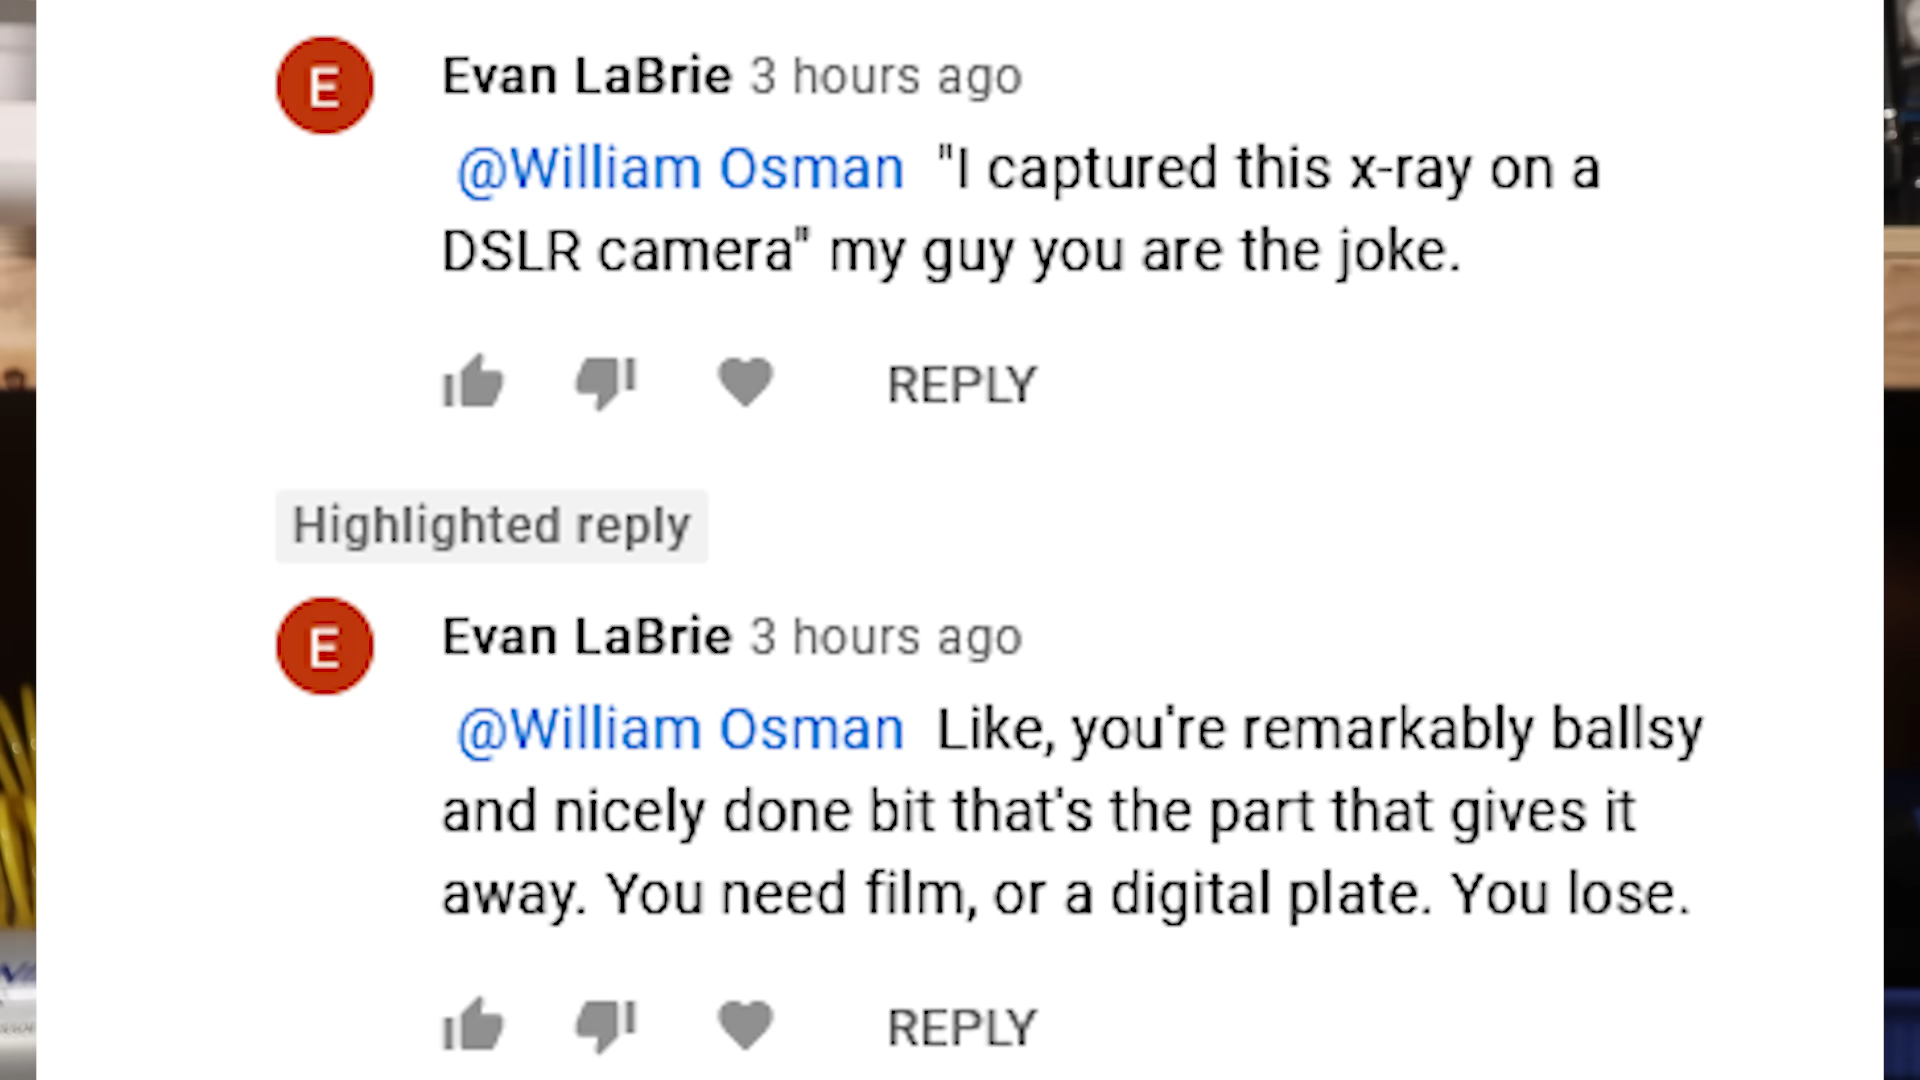 E
Evan LaBrie 3 hours ago
@William Osman "I captured this x-ray on a
DSLR camera" my guy you are the joke.
REPLY
Highlighted reply
E
Evan LaBrie 3 hours ago
@William Osman Like, you're remarkably ballsy
and nicely done bit that's the part that gives it
away. You need film, or a digital plate. You lose.
REPLY